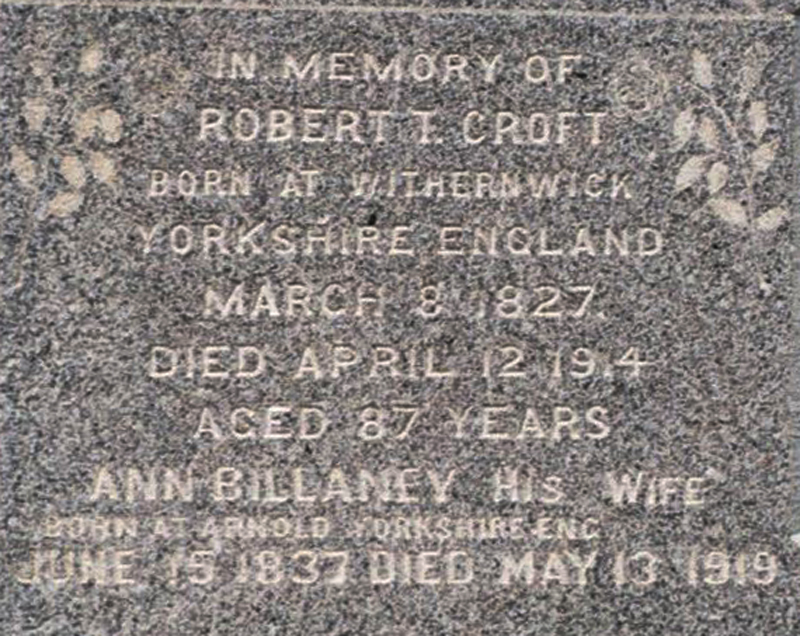 IN MEMORY OF
ROBERT T. CROFT
BORN AT WITHERNWICK
YORKSHIRE ENGLAND
MARCH 8 1827.
DIED APRIL 12 1914
AGED 87 YEARS
ANN BILLANEY HIS WIFE
BORN AT ARNOLD YORKSHIRE ENG
JUNE 15 1837 DIED MAY 13 1919